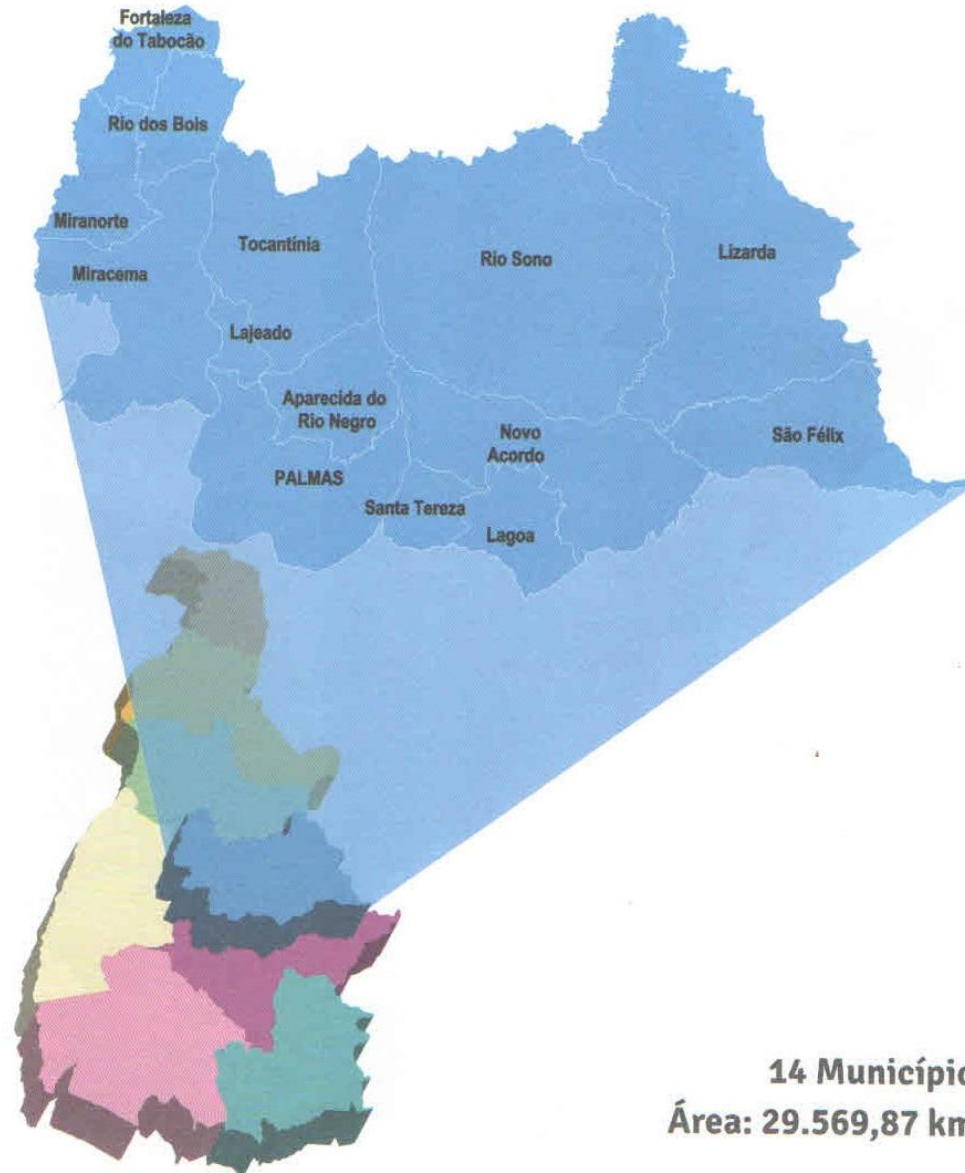 Fortaleza
do Tabocão
Rio dos Bois
Miranorte
Tocantínia
Rio Sono
Lizarda
Miracema
Lajeado
Aparecida do
Rio Negro
Novo
Acordo
São Félix
PALMAS
Santa Tereza
Lagoa
14 Município
Área: 29.569,87 km